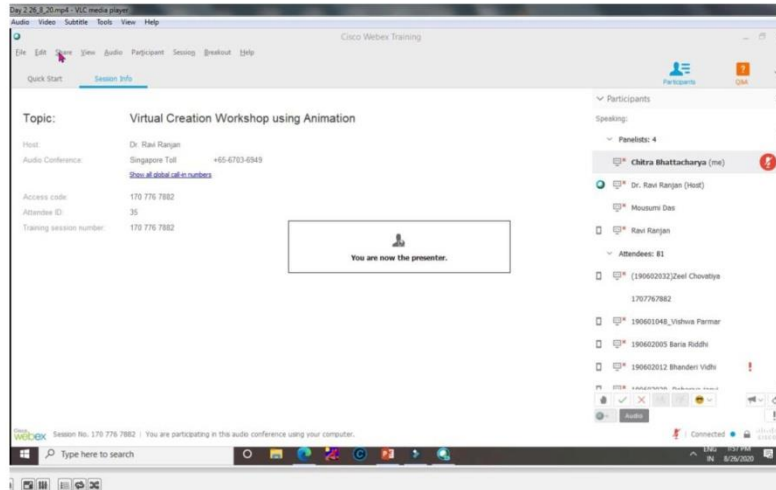 Day 2 26_8_20.mp4 - VLC media player
Audio Video Subtitle Tools View Help
Cisco Webex Training
File Edit Share View Audio Participant Session Breakout Help
Quick Start Session Info
Participants Q&A
Topic: Virtual Creation Workshop using Animation
Host: Dr. Ravi Ranjan
Audio Conference: Singapore Toll +65-6703-6949
Show all global call-in numbers
Access code: 170 776 7882
Attendee ID: 35
Training session number: 170 776 7882
You are now the presenter.
Participants
Speaking:
Panelists: 4
Chitra Bhattacharya (me)
Dr. Ravi Ranjan (Host)
Mousumi Das
Ravi Ranjan
Attendees: 81
(190602032)Zeel Chovatiya
1707767882
190601048_Vishwa Parmar
190602005 Baria Riddhi
190602012 Bhanderi Vidhi
Audio
webex Session No. 170 776 7882 | You are participating in this audio conference using your computer.
Connected
Type here to search
ENG 1:57 PM
IN 8/26/2020